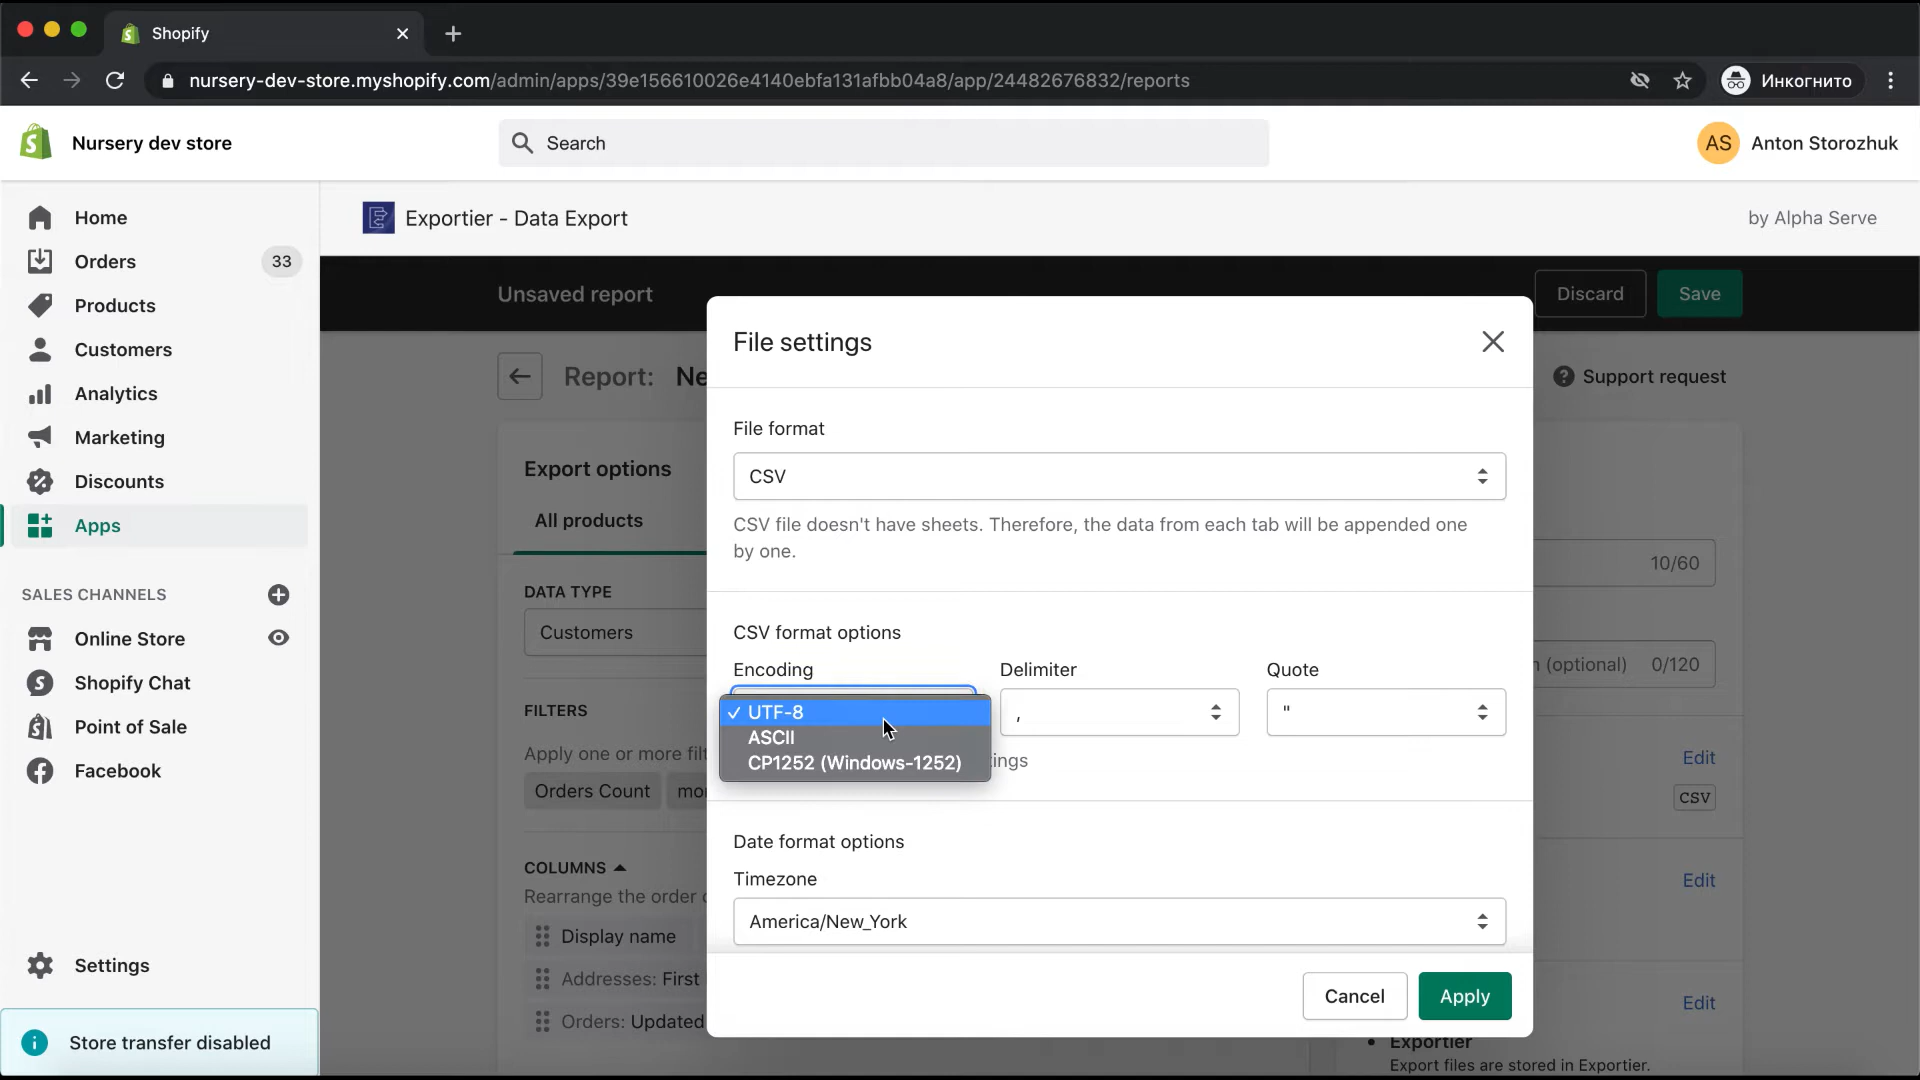 Shopify
nursery-dev-store.myshopify.com/admin/apps/39e156610026e4140ebfa131afbb04a8/app/24482676832/reports
Инкогнито
Nursery dev store
Search
AS Anton Storozhuk
Home
Orders 33
Products
Customers
Analytics
Marketing
Discounts
Apps
SALES CHANNELS
Online Store
Shopify Chat
Point of Sale
Facebook
Settings
Store transfer disabled
Exportier - Data Export
by Alpha Serve
Unsaved report
Discard
Save
Report:
Support request
Export options
All products
DATA TYPE
Customers
FILTERS
Apply one or more
Orders Count
COLUMNS
Rearrange the order
Display name
Addresses: First
Orders: Updated
File settings
File format
CSV
CSV file doesn't have sheets. Therefore, the data from each tab will be appended one
by one.
CSV format options
Encoding
Delimiter
Quote
✓ UTF-8
ASCII
CP1252 (Windows-1252)
,
"
Date format options
Timezone
America/New_York
Cancel
Apply
10/60
(optional) 0/120
Edit
CSV
Edit
Edit
• Exportier
Export files are stored in Exportier.